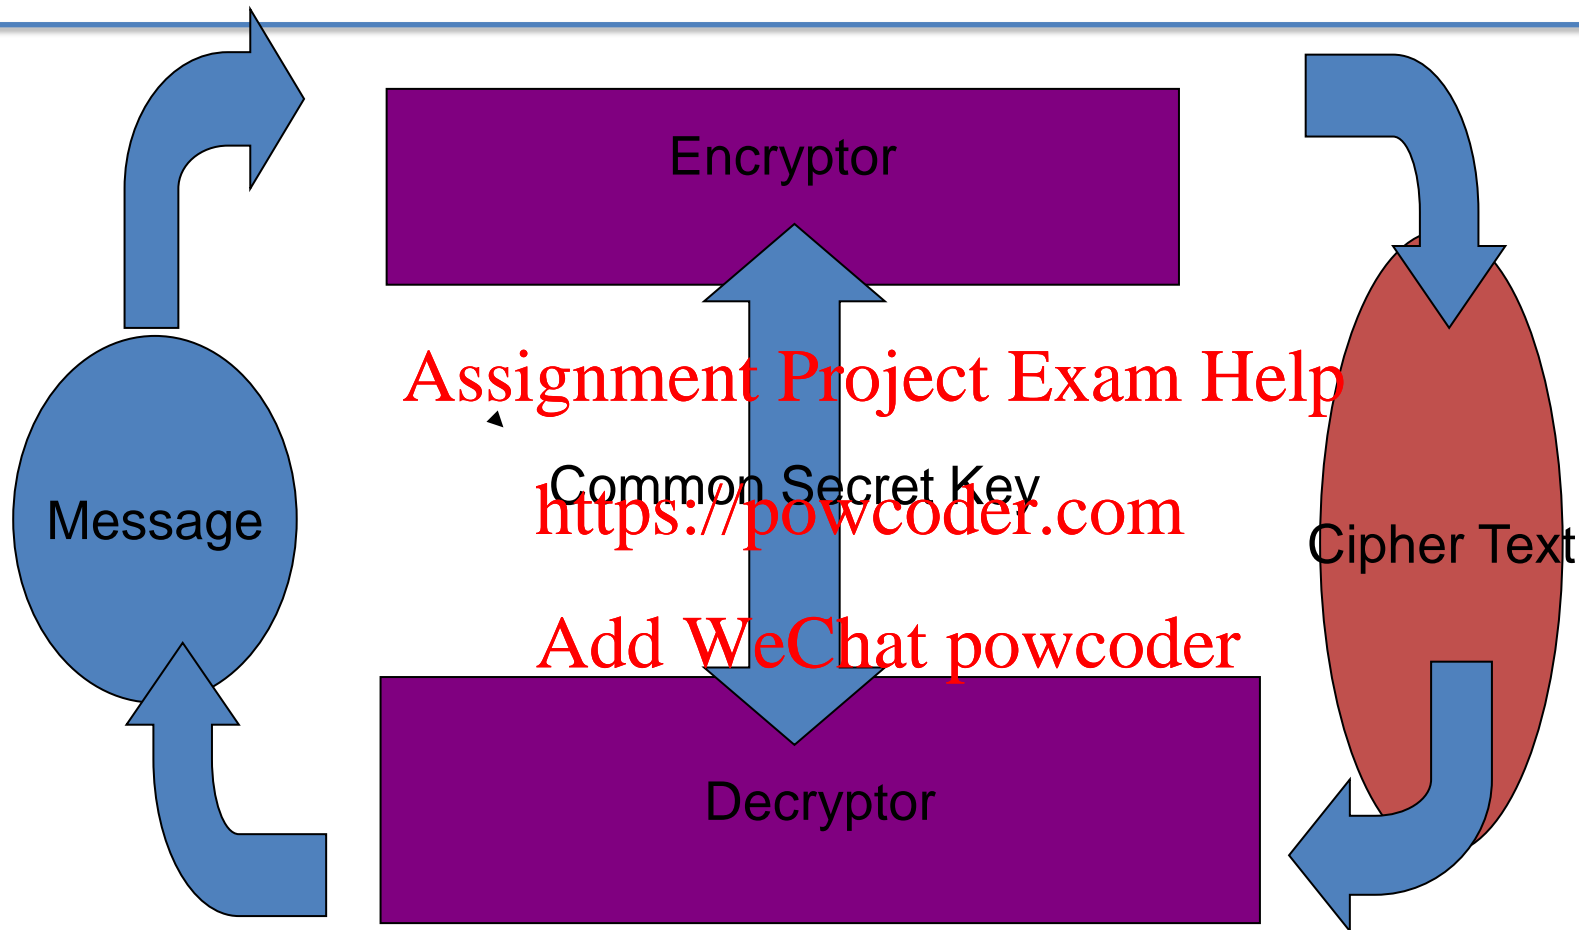 Encryptor
Assignment Project Exam Help
Common Secret Key
https://powcoder.com
Message
Cipher Text
Add WeChat powcoder
Decryptor